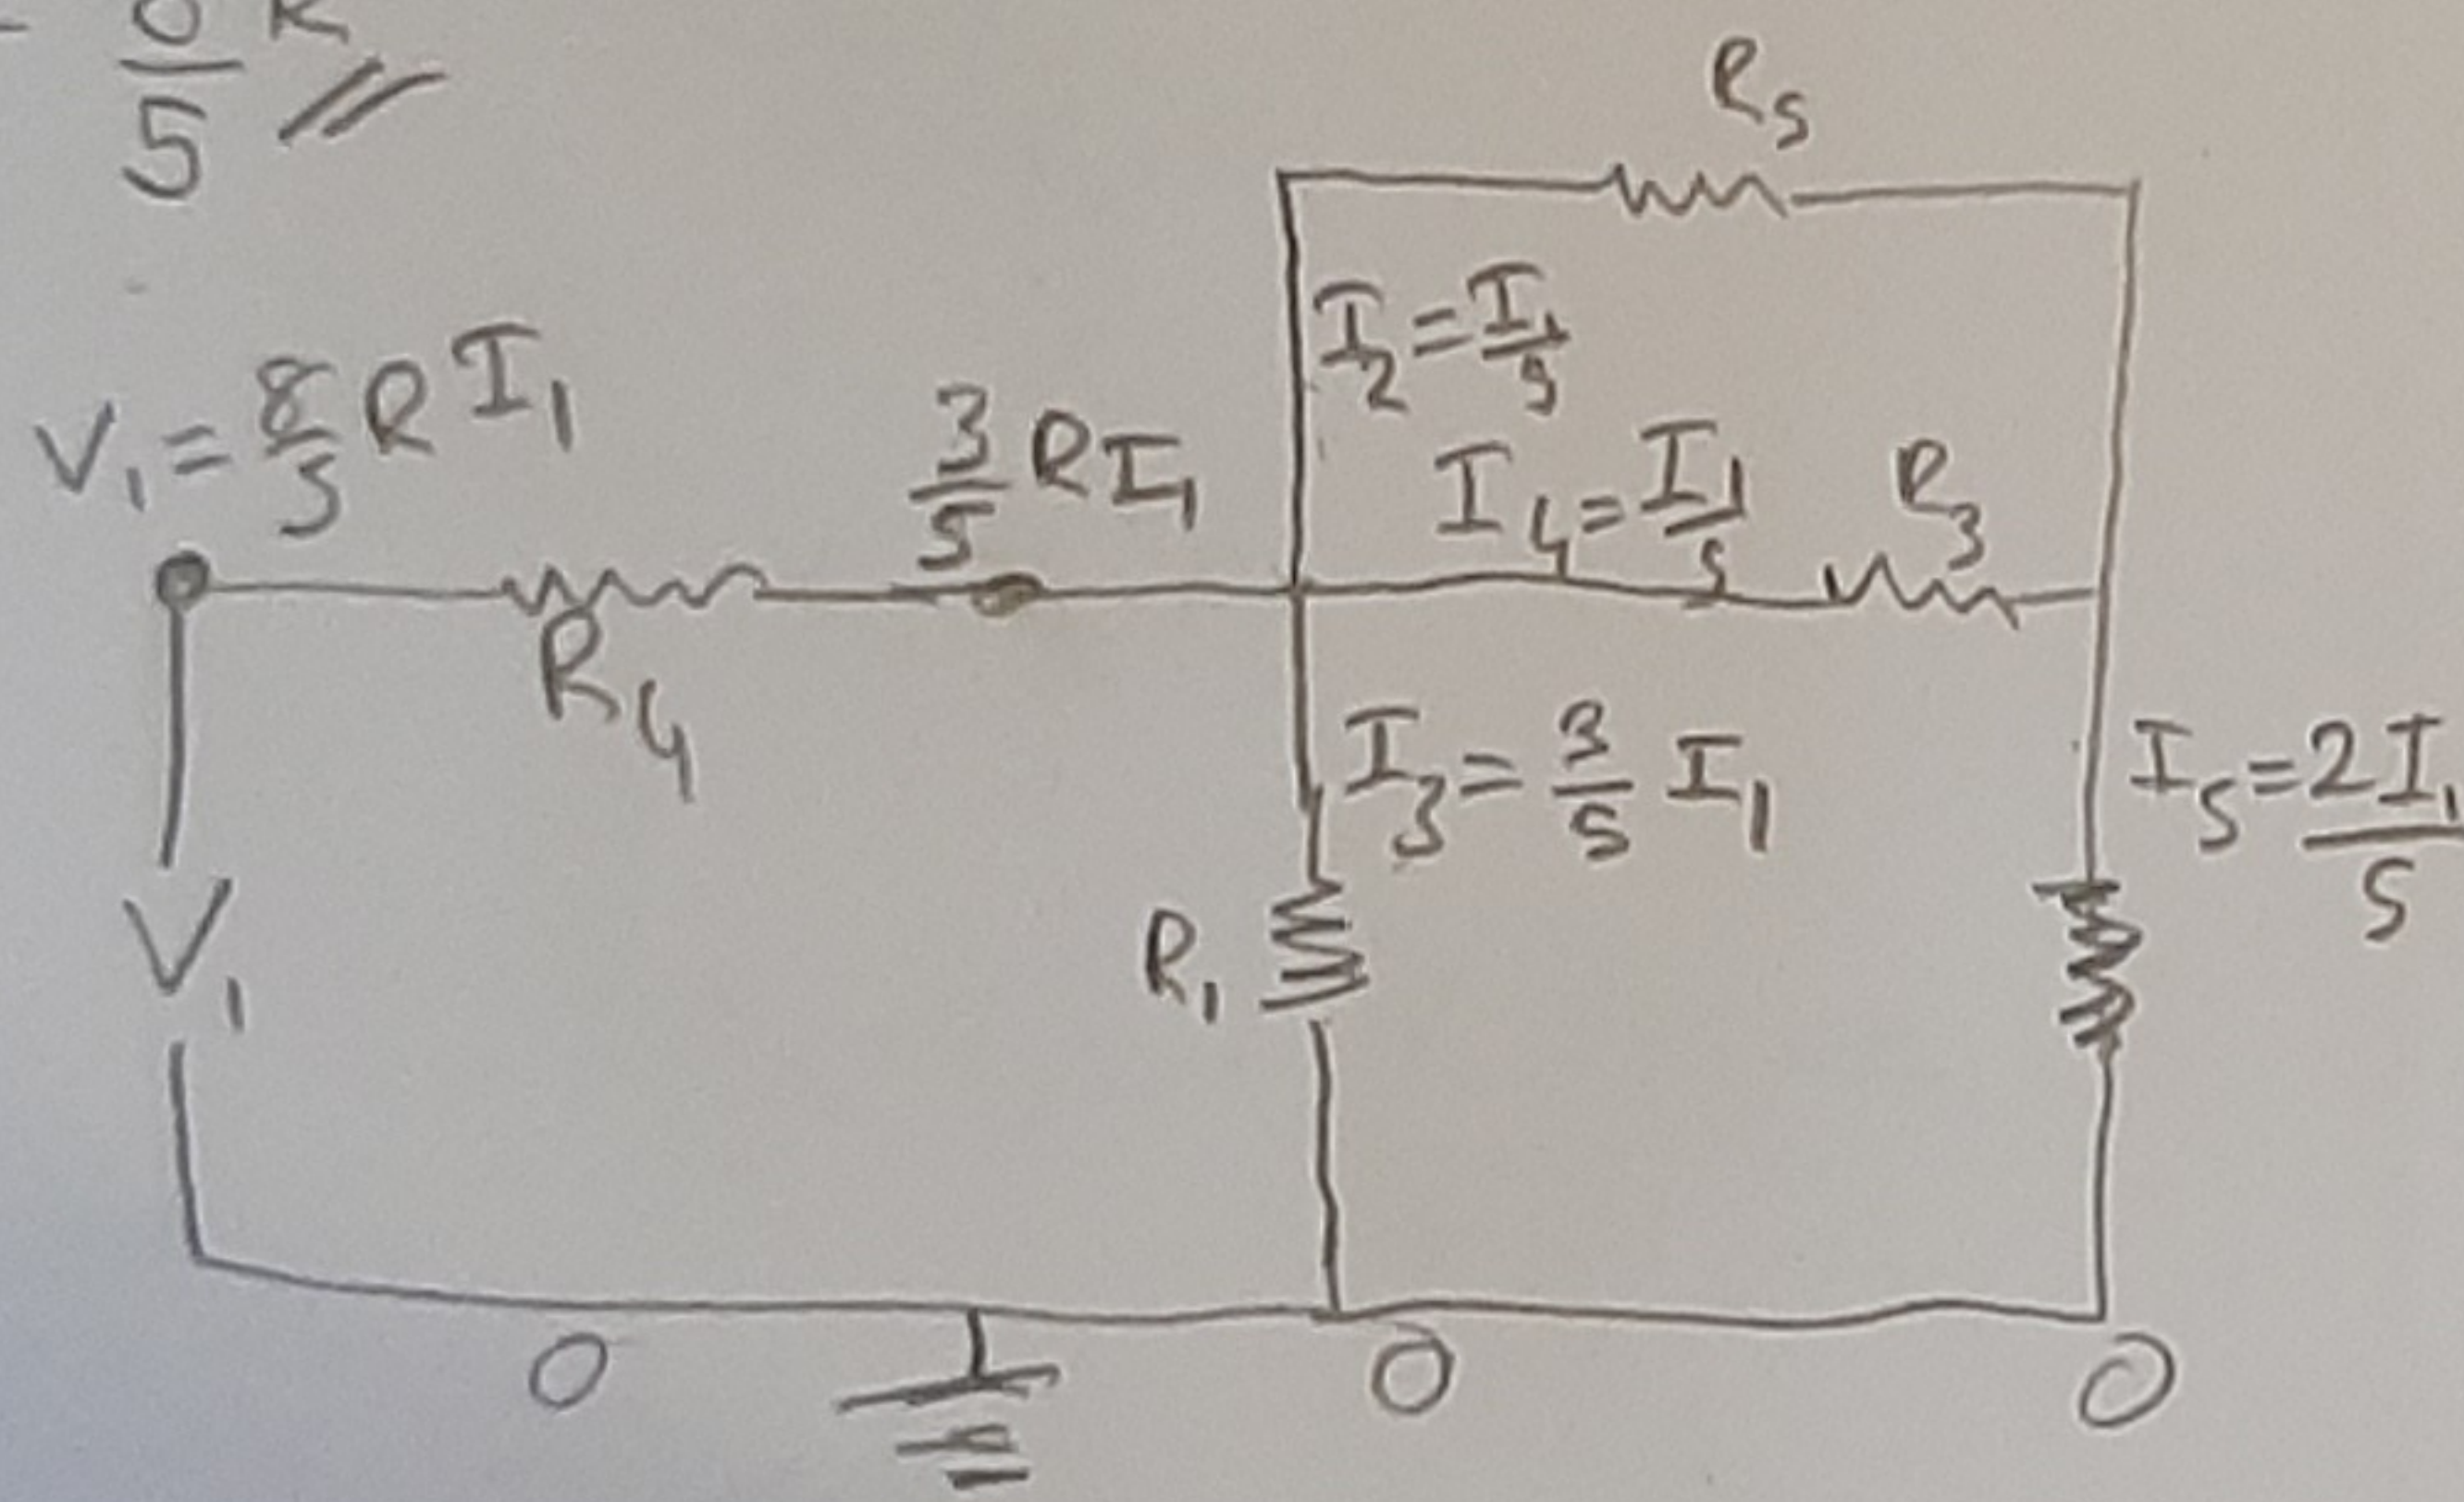 5
R5
I2 = I1/5
V1 = 8/5 R I1
3/5 R I1
I4 = I1/5
R3
R4
I3 = 3/5 I1
I5 = 2I1/5
V1
R1
0
0
0